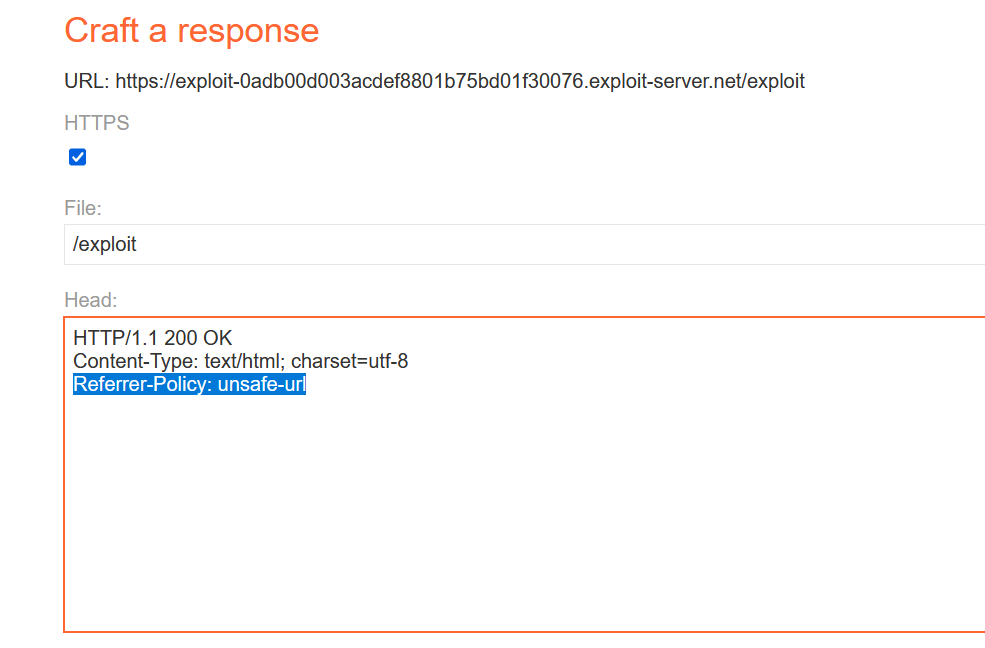 Craft a response
URL: https://exploit-0adb00d003acdef8801b75bd01f30076.exploit-server.net/exploit
HTTPS
File:
/exploit
Head:
HTTP/1.1 200 OK
Content-Type: text/html; charset=utf-8
Referrer-Policy: unsafe-url